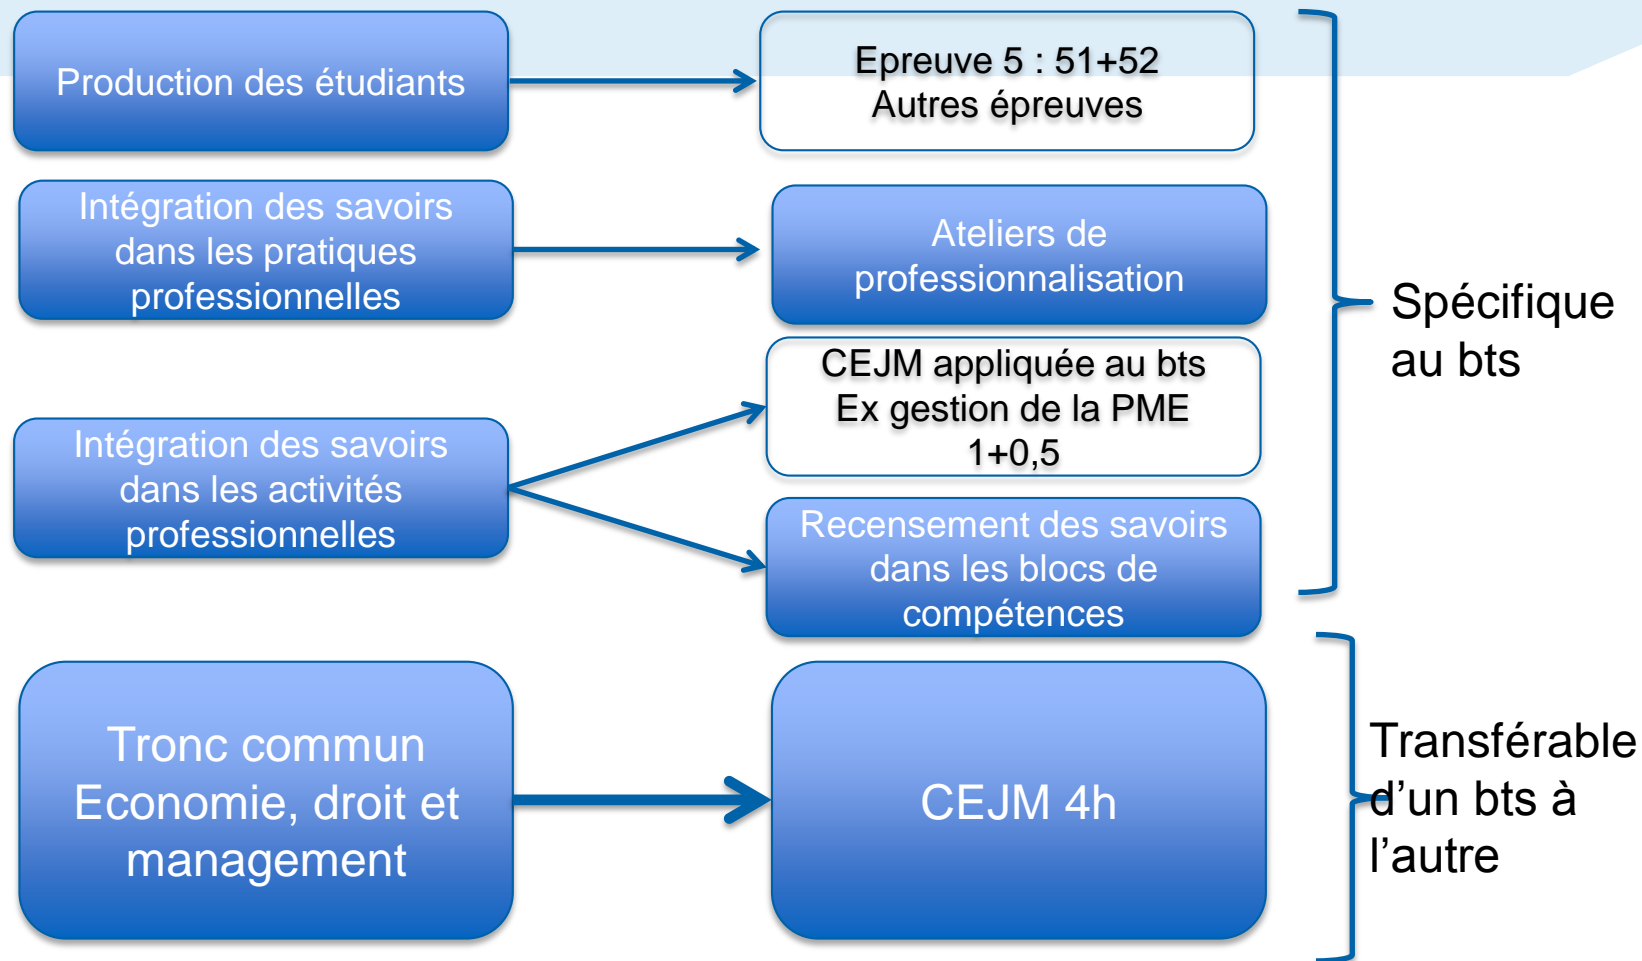 Production des étudiants
Epreuve 5 : 51+52
Autres épreuves
Intégration des savoirs
dans les pratiques
professionnelles
Ateliers de
professionnalisation
Spécifique
au bts
CEJM appliquée au bts
Ex gestion de la PME
1+0,5
Intégration des savoirs
dans les activités
professionnelles
Recensement des savoirs
dans les blocs de
compétences
Tronc commun
Economie, droit et
management
CEJM 4h
Transférable
d’un bts à
l’autre